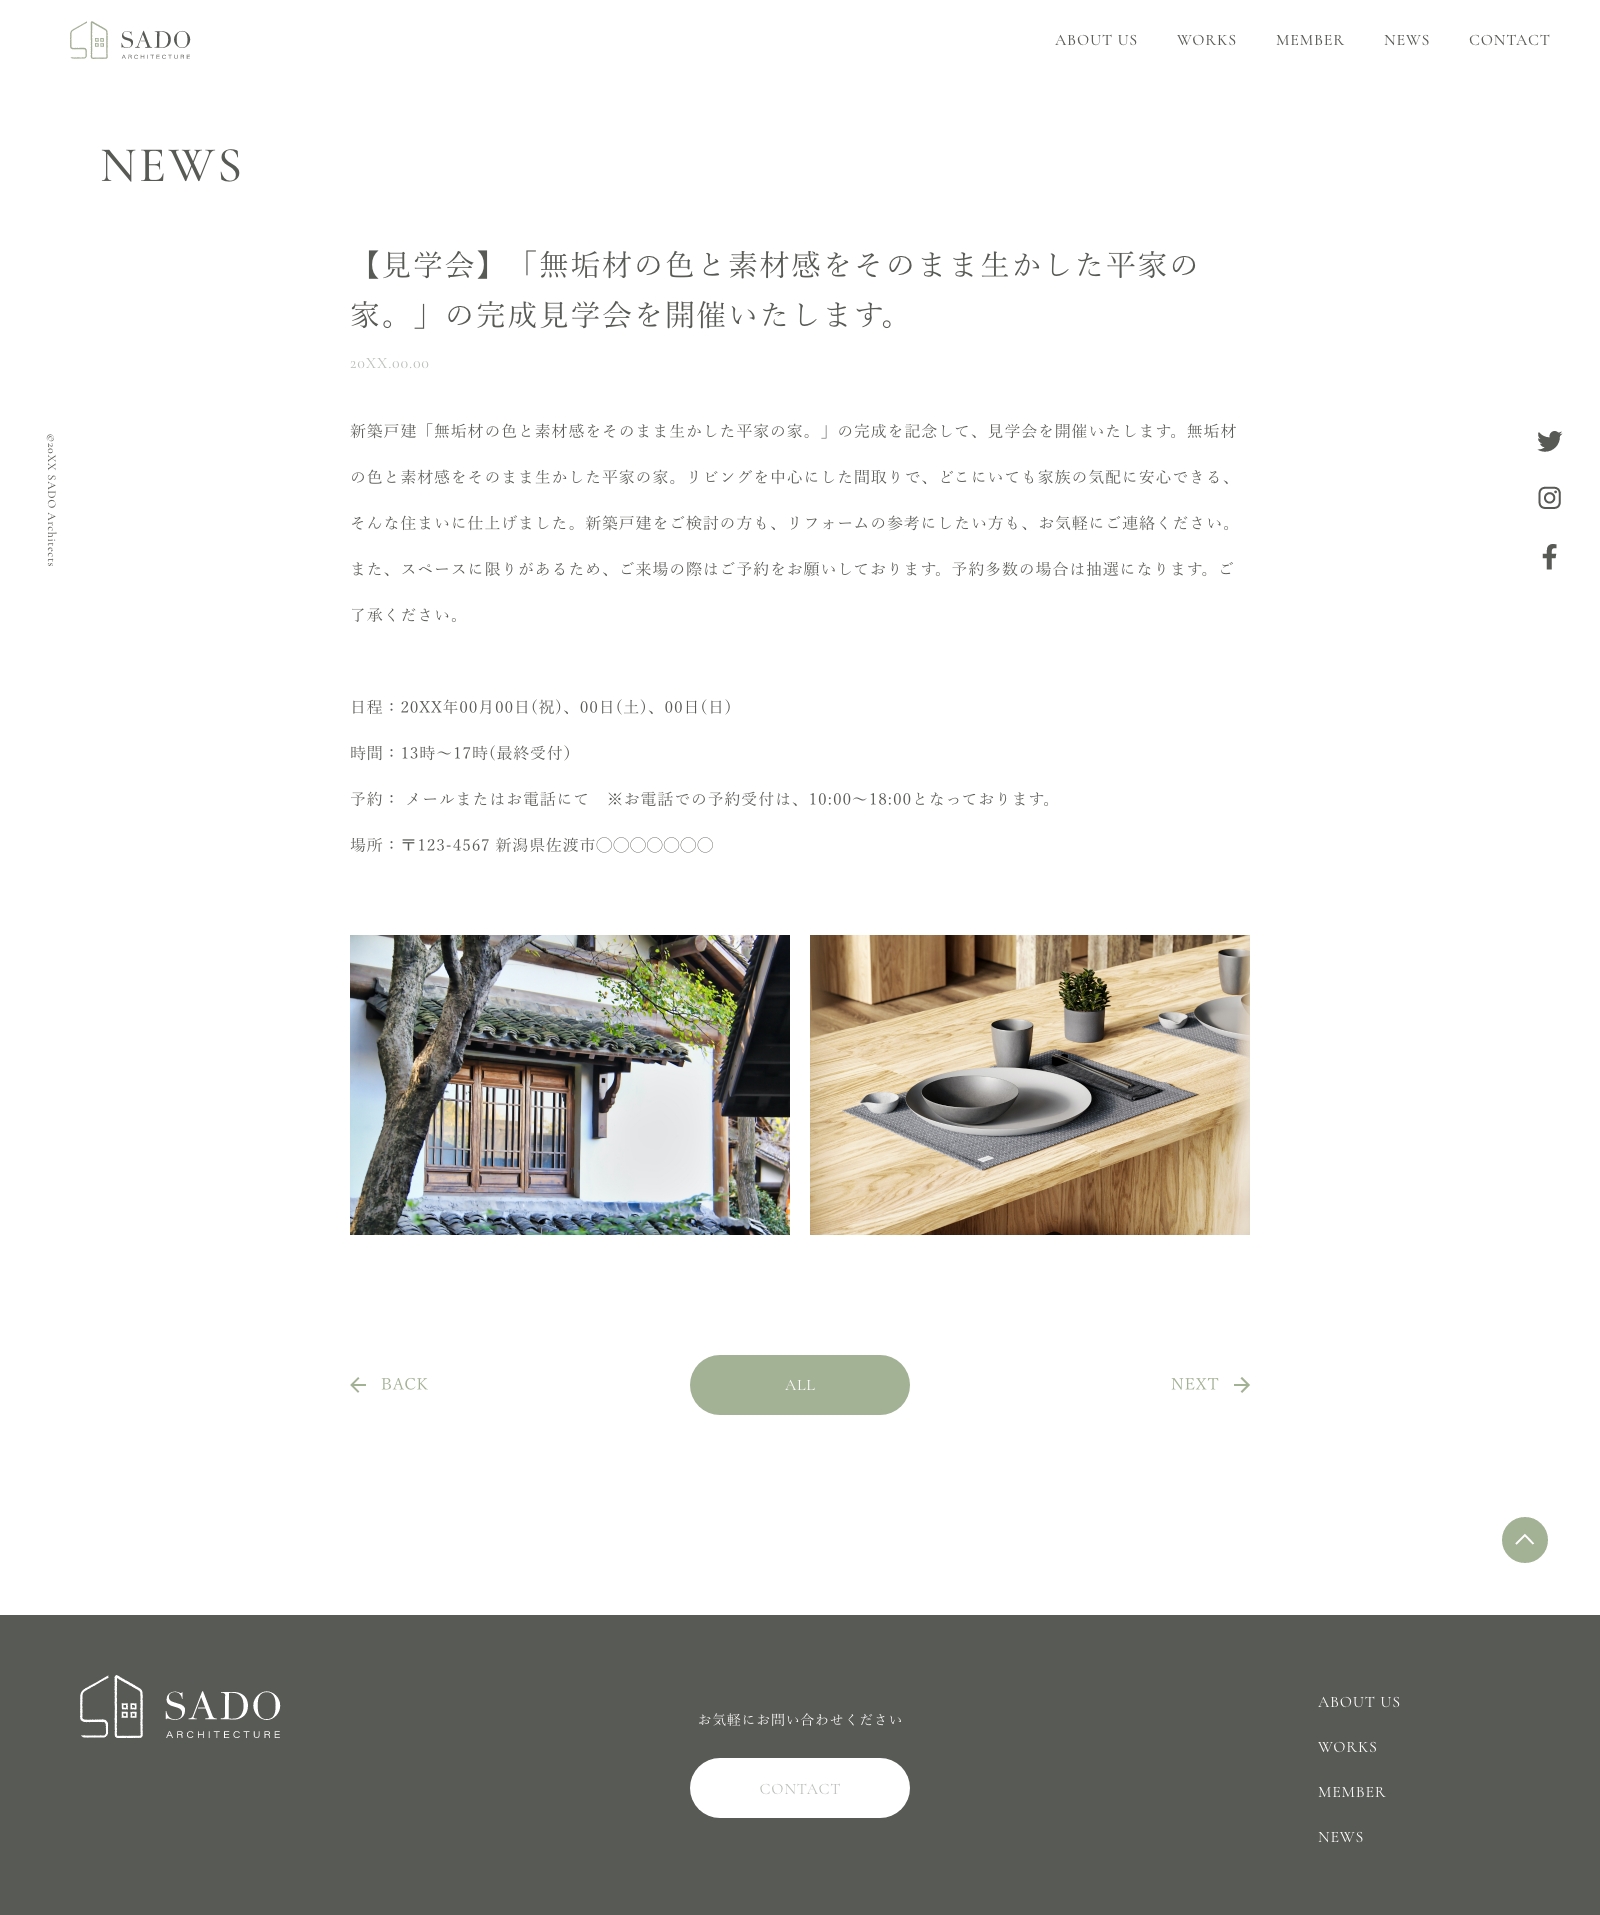 SADO
ARCHITECTURE
ABOUT US
WORKS
MEMBER
NEWS
CONTACT
NEWS
【見学会】「無垢材の色と素材感をそのまま生かした平家の
家。」の完成見学会を開催いたします。
20XX.00.00
©20XX SADO Architects
新築戸建「無垢材の色と素材感をそのまま生かした平家の家。」の完成を記念して、見学会を開催いたします。無垢材
の色と素材感をそのまま生かした平家の家。リビングを中心にした間取りで、どこにいても家族の気配に安心できる、
そんな住まいに仕上げました。新築戸建をご検討の方も、リフォームの参考にしたい方も、お気軽にご連絡ください。
また、スペースに限りがあるため、ご来場の際はご予約をお願いしております。予約多数の場合は抽選になります。ご
了承ください。
日程：20XX年00月00日(祝)、00日(土)、00日(日)
時間：13時〜17時(最終受付)
予約： メールまたはお電話にて　※お電話での予約受付は、10:00〜18:00となっております。
場所：〒123-4567 新潟県佐渡市◯◯◯◯◯◯◯
BACK
ALL
NEXT
SADO
ARCHITECTURE
お気軽にお問い合わせください
CONTACT
ABOUT US
WORKS
MEMBER
NEWS